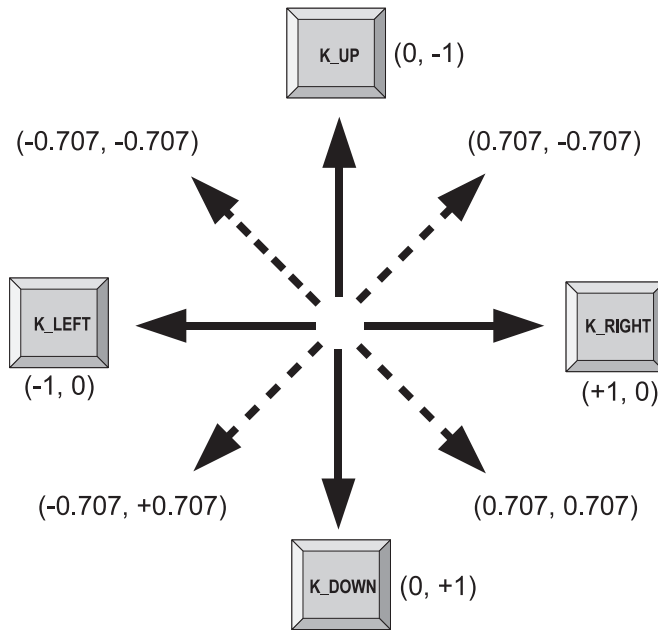 K_UP (0, -1)
(-0.707, -0.707) (0.707, -0.707)
K_LEFT K_RIGHT
(-1, 0) (+1, 0)
(-0.707, +0.707) (0.707, 0.707)
K_DOWN (0, +1)